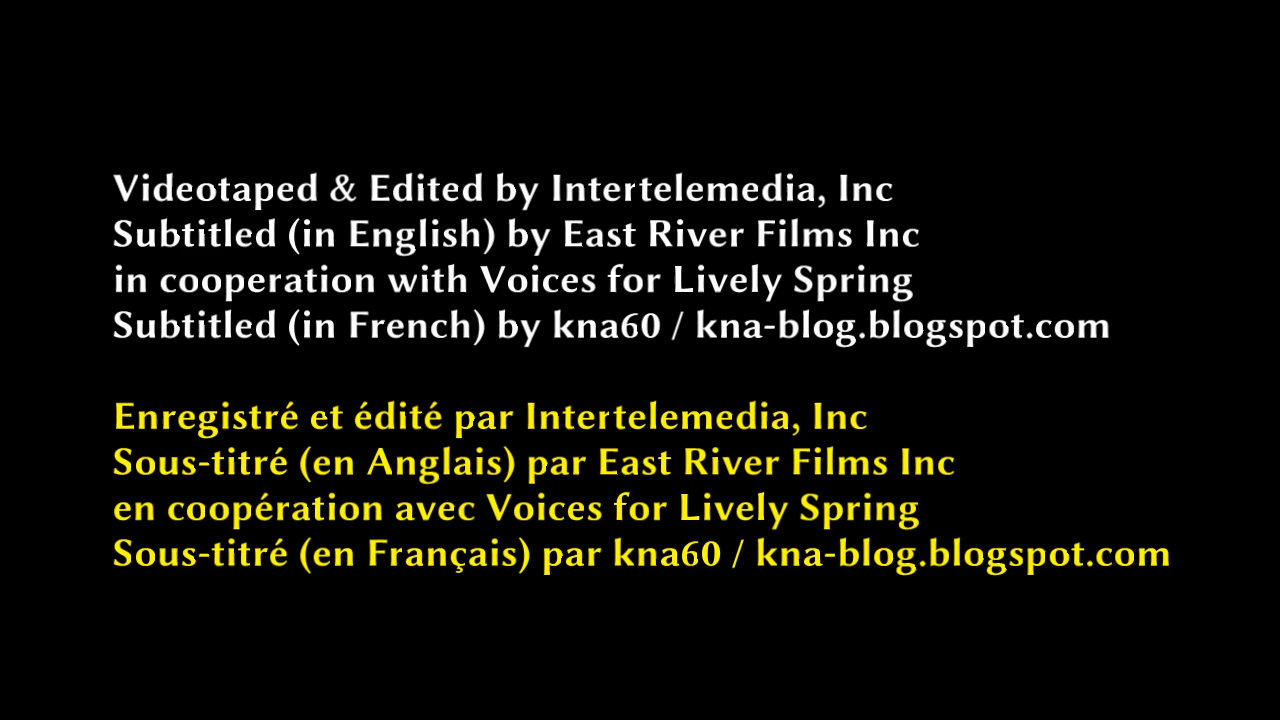 Videotaped & Edited by Intertelemedia, Inc
Subtitled (in English) by East River Films Inc
in cooperation with Voices for Lively Spring
Subtitled (in French) by kna60 / kna-blog.blogspot.com
Enregistré et édité par Intertelemedia, Inc
Sous-titré (en Anglais) par East River Films Inc
en coopération avec Voices for Lively Spring
Sous-titré (en Français) par kna60 / kna-blog.blogspot.com